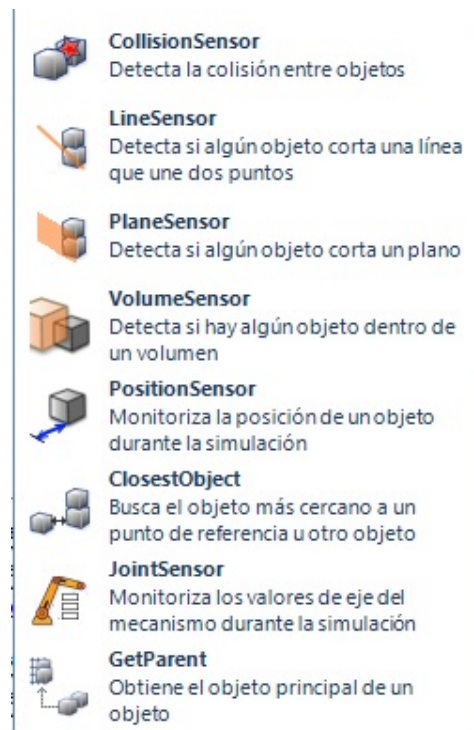 CollisionSensor
Detecta la colisión entre objetos
LineSensor
Detecta si algún objeto corta una línea
que une dos puntos
PlaneSensor
Detecta si algún objeto corta un plano
VolumeSensor
Detecta si hay algún objeto dentro de
un volumen
PositionSensor
Monitoriza la posición de un objeto
durante la simulación
ClosestObject
Busca el objeto más cercano a un
punto de referencia u otro objeto
JointSensor
Monitoriza los valores de eje del
mecanismo durante la simulación
GetParent
Obtiene el objeto principal de un
objeto